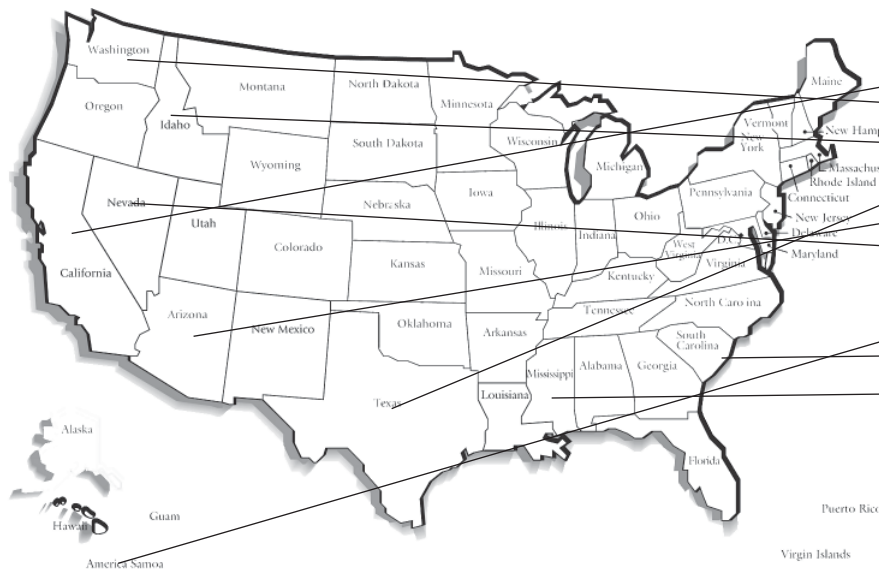 Washington
Montana
North Dakota
Minnesota
Maine
Oregon
Idaho
Vermont
New Hamp
New
York
South Dakota
Wisconsin
Michigan
Wyoming
Massachus
Rhode Island
Connecticut
Iowa
Pennsylvania
Nevada
Nebraska
New Jersey
Utah
Illinois
Indiana
Ohio
Delaware
D.C.
Colorado
West
Virginia
Maryland
California
Kansas
Missouri
Kentucky
Virginia
Arizona
New Mexico
Oklahoma
Tennessee
North Carolina
Arkansas
South
Carolina
Mississippi
Alabama
Georgia
Texas
Louisiana
Alaska
Florida
Hawaii
Guam
Puerto Rico
America Samoa
Virgin Islands